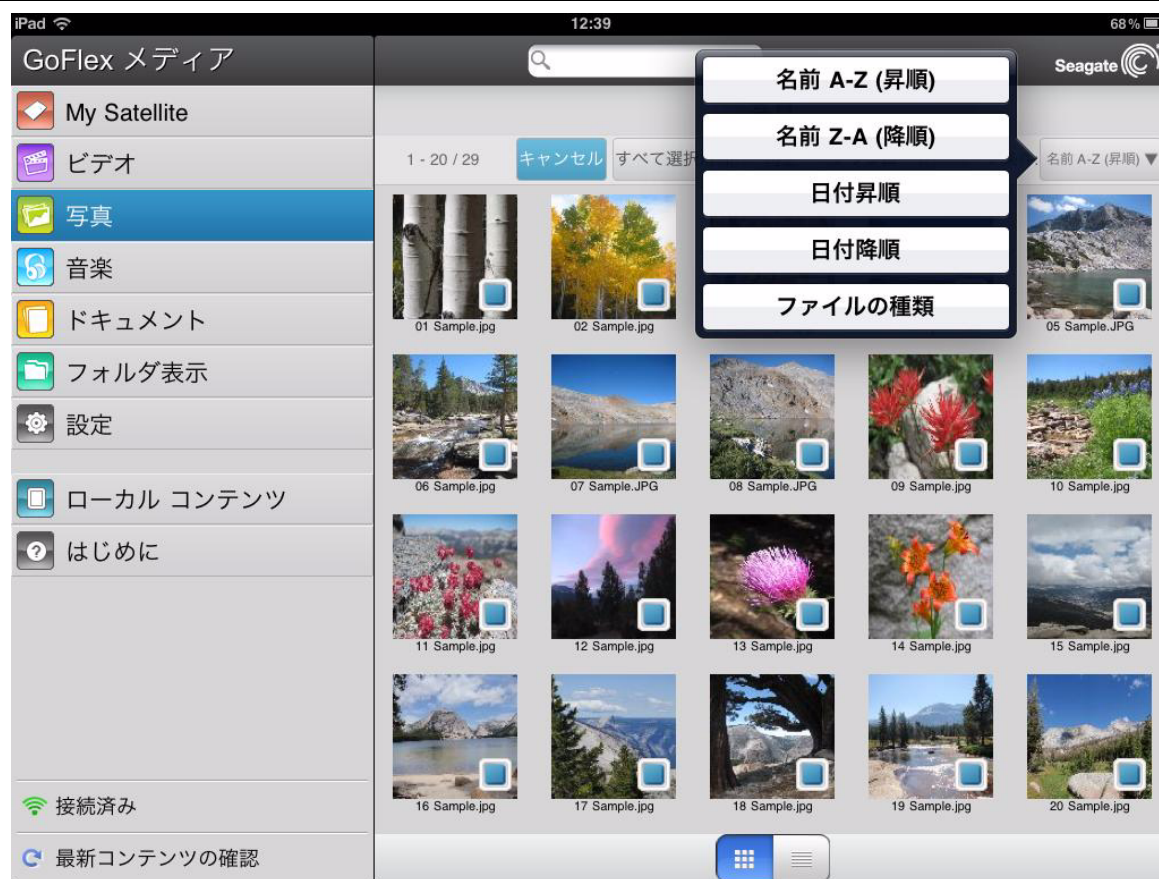 iPad 12:39 68%
GoFlex メディア
Seagate
My Satellite
ビデオ
写真
音楽
ドキュメント
フォルダ表示
設定
ローカル コンテンツ
はじめに
接続済み
最新コンテンツの確認
1 - 20 / 29 キャンセル すべて選択 名前 A-Z (昇順) ▼
名前 A-Z (昇順)
名前 Z-A (降順)
日付昇順
日付降順
ファイルの種類
01 Sample.jpg 02 Sample.jpg 05 Sample.JPG
06 Sample.jpg 07 Sample.JPG 08 Sample.JPG 09 Sample.jpg 10 Sample.jpg
11 Sample.jpg 12 Sample.jpg 13 Sample.jpg 14 Sample.jpg 15 Sample.jpg
16 Sample.jpg 17 Sample.jpg 18 Sample.jpg 19 Sample.jpg 20 Sample.jpg